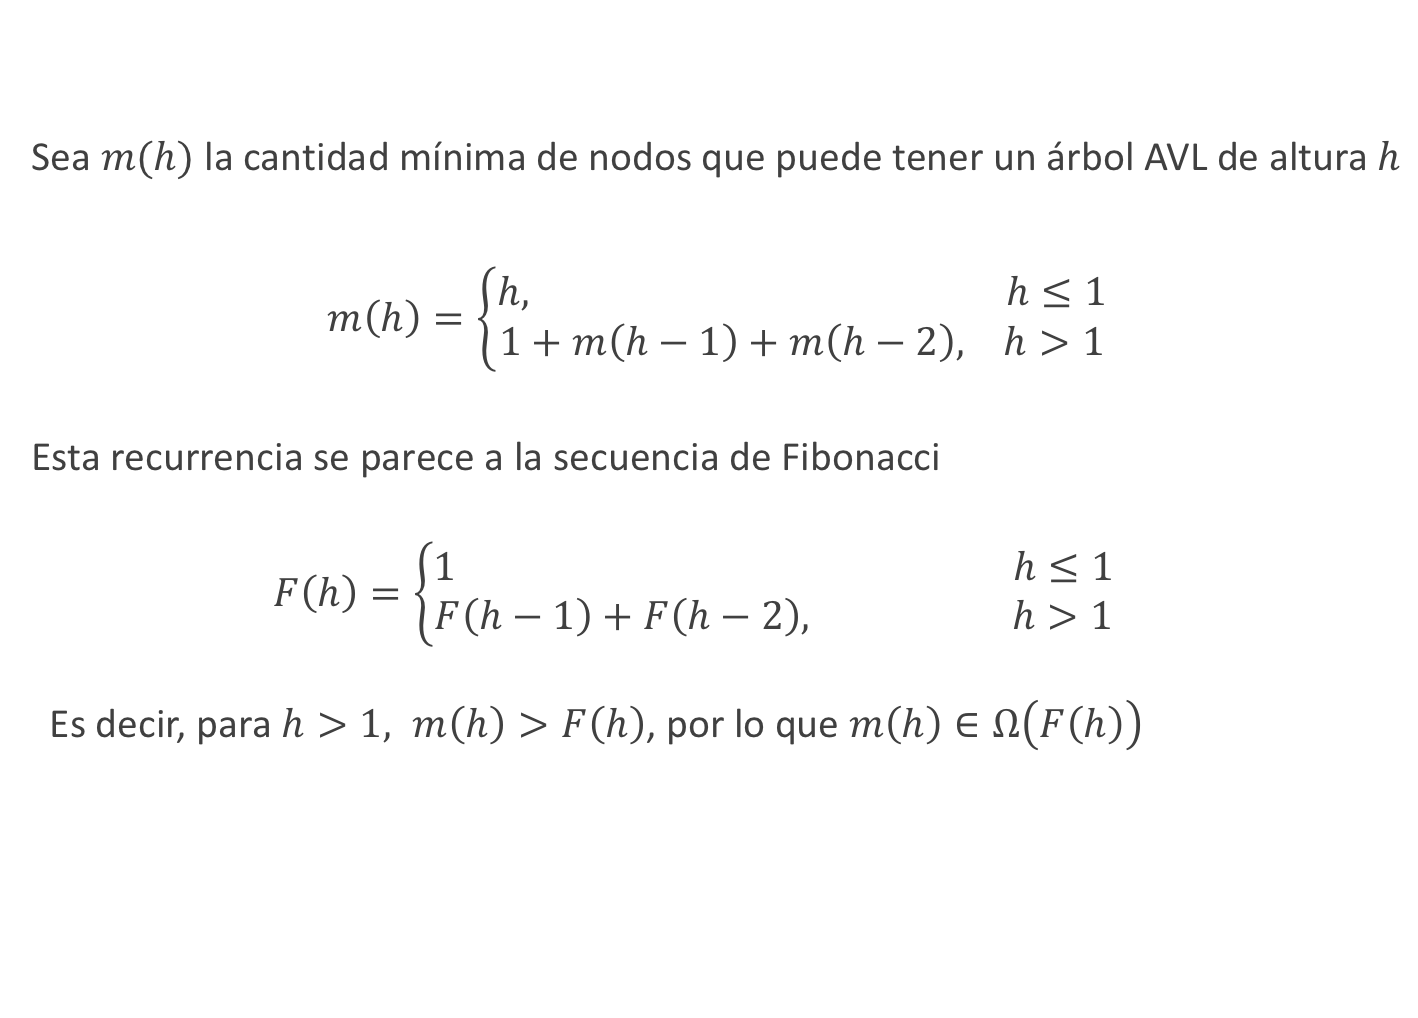 Sea m(h) la cantidad mínima de nodos que puede tener un árbol AVL de altura h
m(h) = { h, h ≤ 1
1 + m(h − 1) + m(h − 2), h > 1
Esta recurrencia se parece a la secuencia de Fibonacci
F(h) = { 1 h ≤ 1
F(h − 1) + F(h − 2), h > 1
Es decir, para h > 1, m(h) > F(h), por lo que m(h) ∈ Ω(F(h))